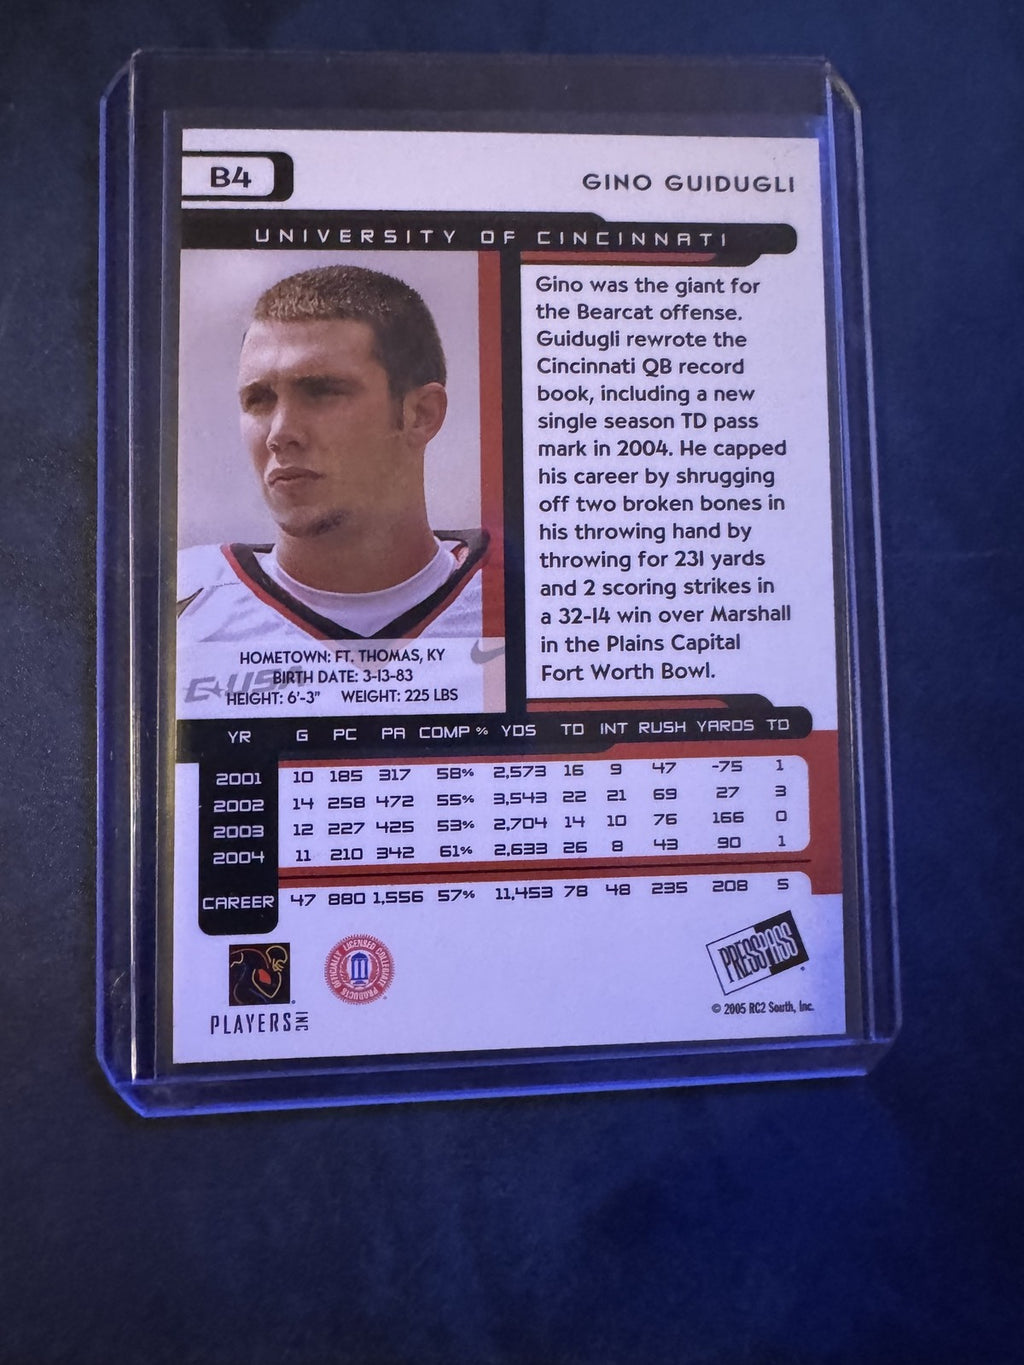 B4
GINO GUIDUGLI
UNIVERSITY OF CINCINNATI
Gino was the giant for
the Bearcat offense.
Guidugli rewrote the
Cincinnati QB record
book, including a new
single season TD pass
mark in 2004. He capped
his career by shrugging
off two broken bones in
his throwing hand by
throwing for 231 yards
and 2 scoring strikes in
a 32-14 win over Marshall
in the Plains Capital
Fort Worth Bowl.
C-USA
HOMETOWN: FT. THOMAS, KY
BIRTH DATE: 3-13-83
HEIGHT: 6'-3" WEIGHT: 225 LBS
YR G PC PA COMP % YDS TD INT RUSH YARDS TD
2001 10 185 317 58% 2,573 16 9 47 -75 1
2002 14 258 472 55% 3,543 22 21 69 27 3
2003 12 227 425 53% 2,704 14 10 76 166 0
2004 11 210 342 61% 2,633 26 8 43 90 1
CAREER 47 880 1,556 57% 11,453 78 48 235 208 5
PLAYERS INC
OFFICIALLY LICENSED COLLEGIATE PRODUCTS
PRESS PASS
© 2005 RC2 South, Inc.